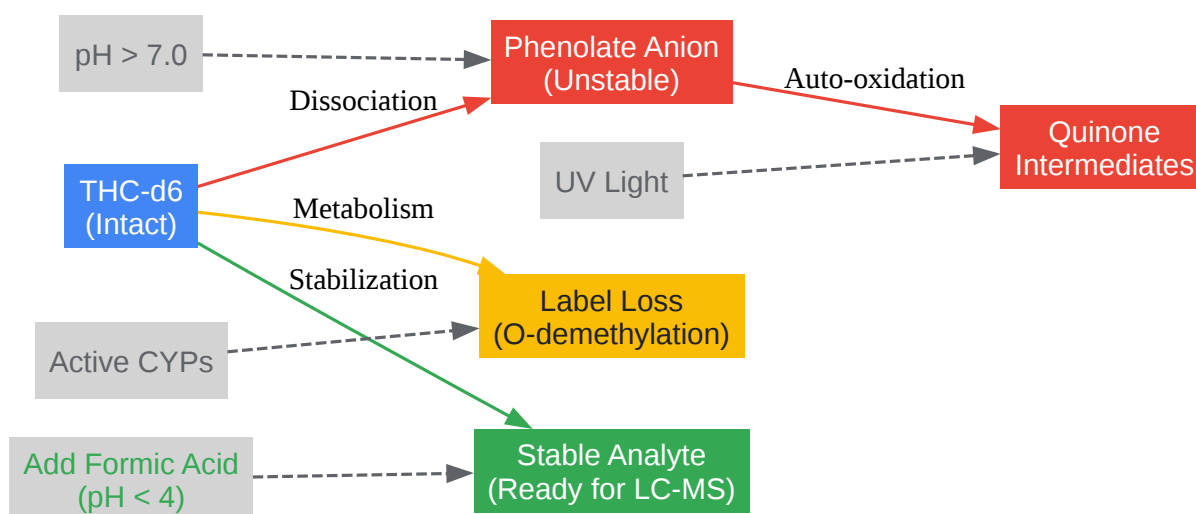 pH > 7.0
Phenolate Anion
(Unstable)
Auto-oxidation
Dissociation
Quinone
Intermediates
UV Light
THC-d6
(Intact)
Metabolism
Stabilization
Label Loss
(O-demethylation)
Active CYPs
Add Formic Acid
(pH < 4)
Stable Analyte
(Ready for LC-MS)